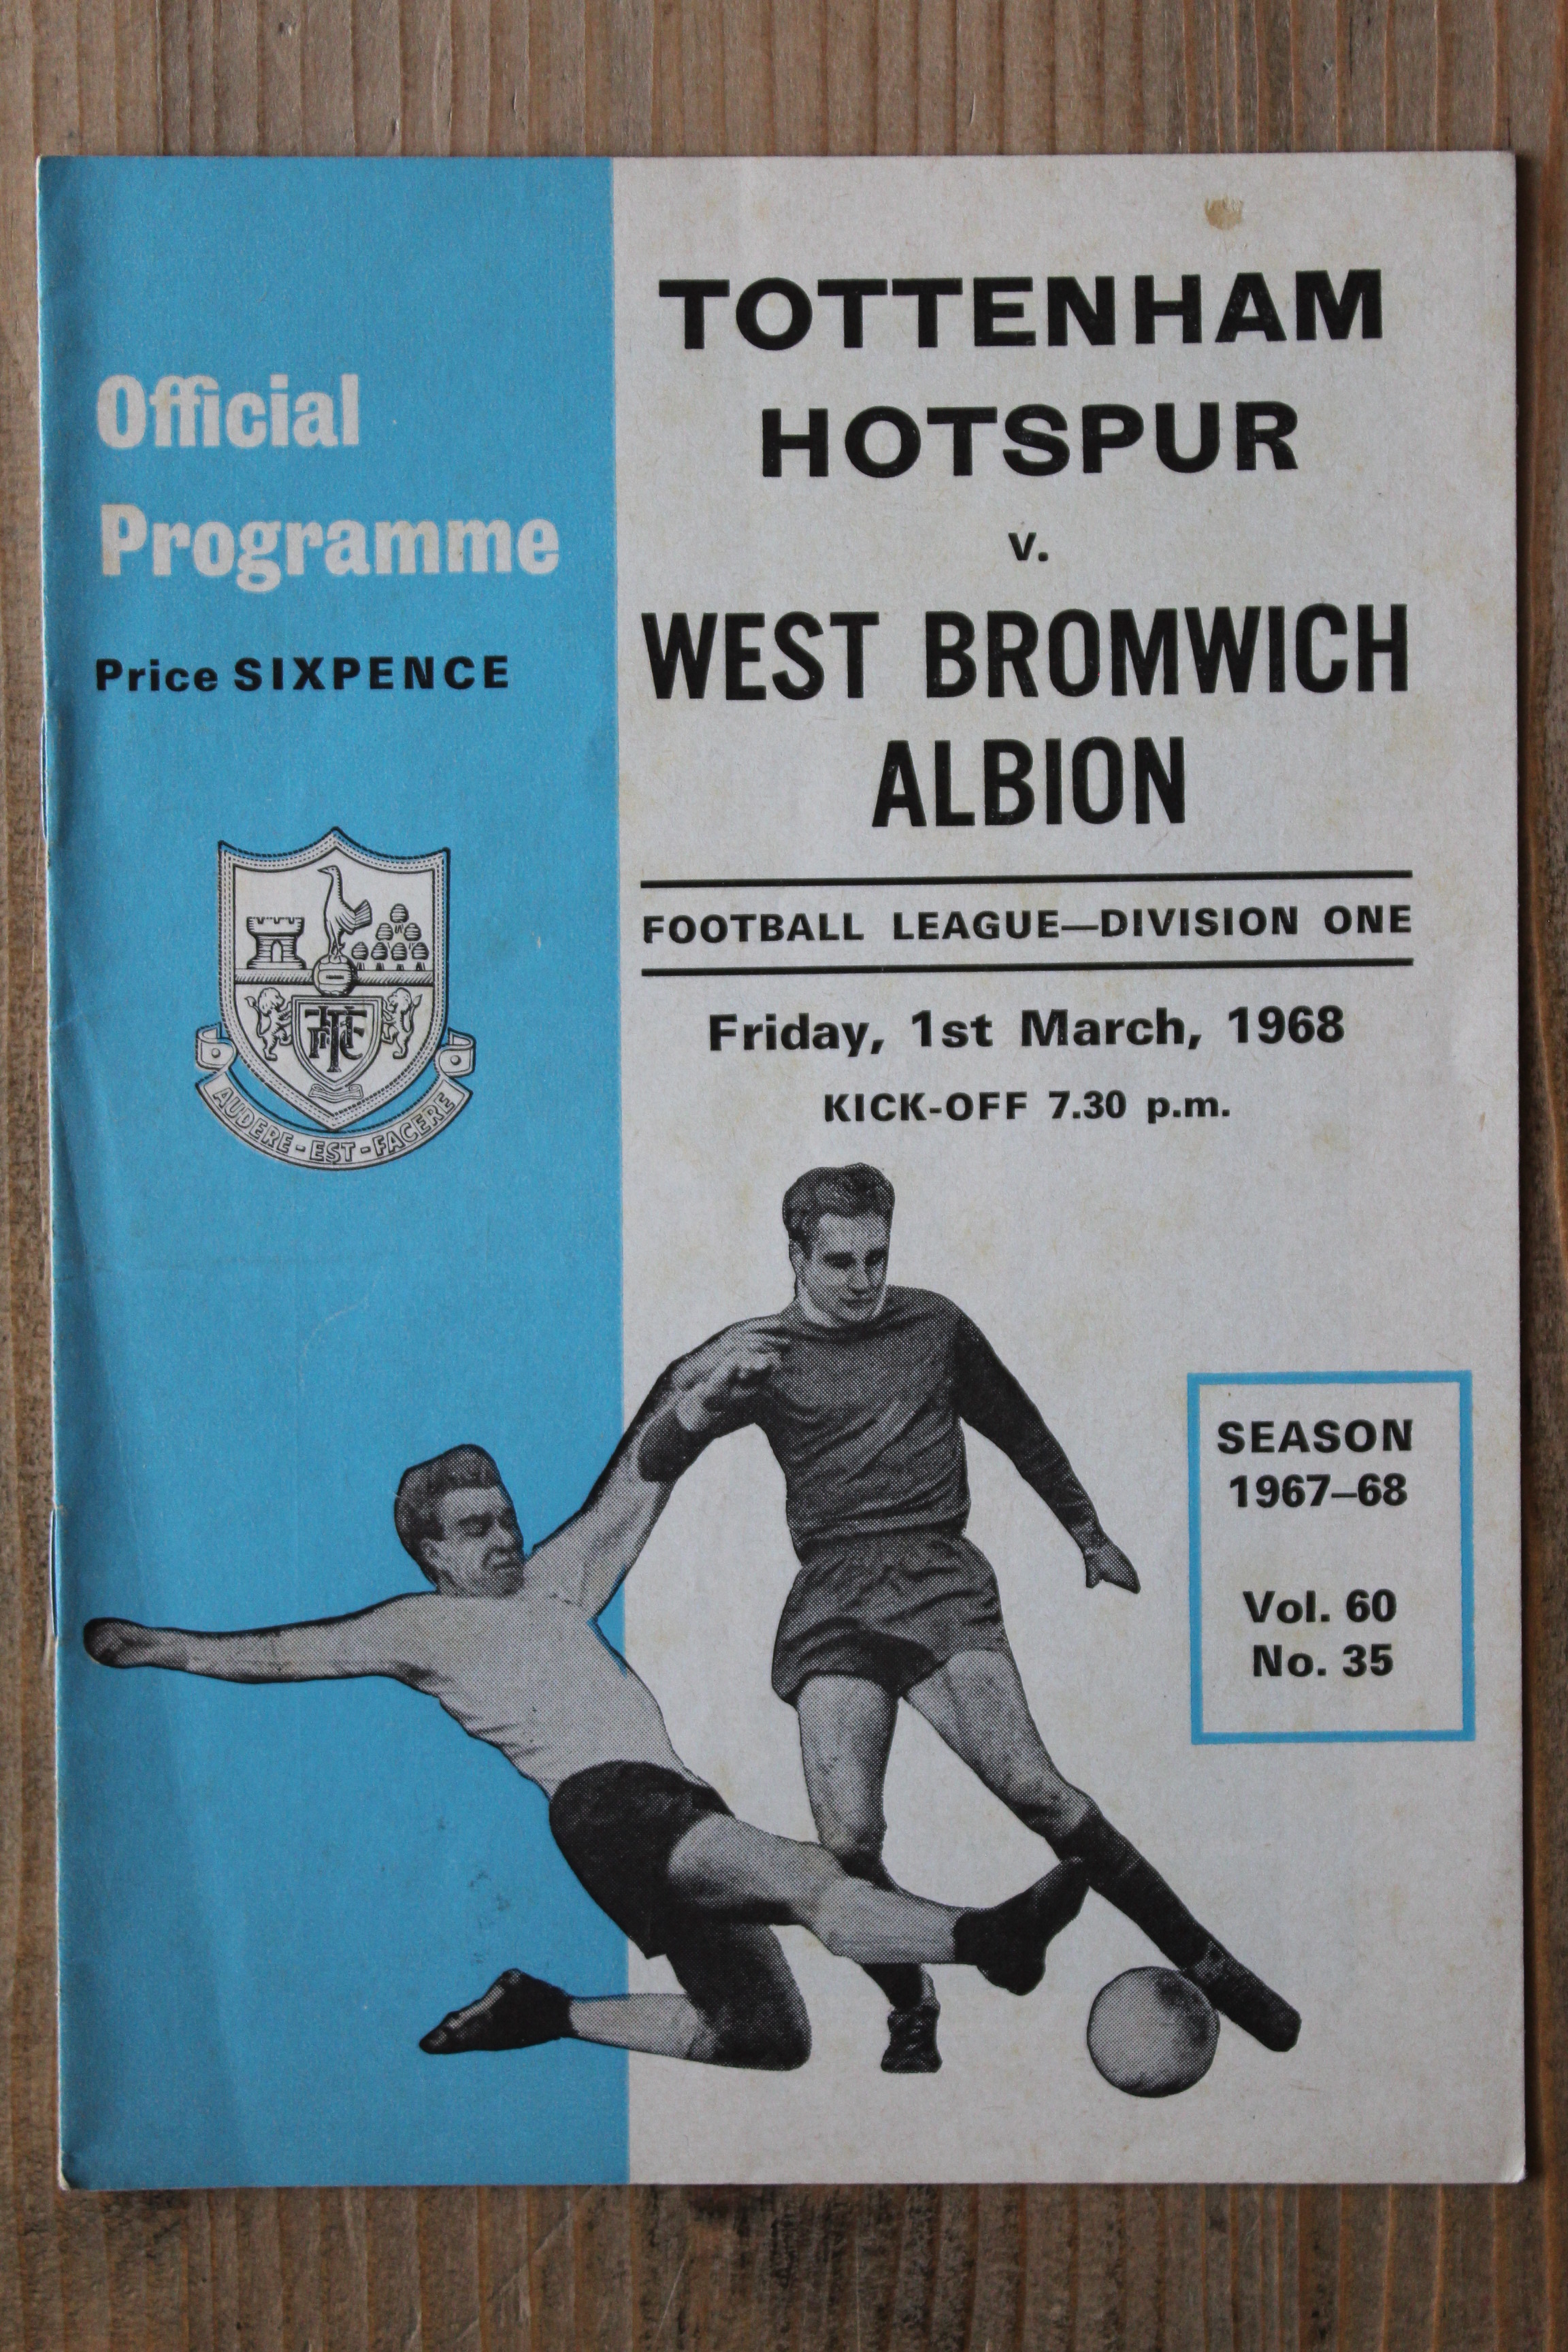 Official
Programme
Price SIXPENCE
AUDERE - EST - FACERE
TOTTENHAM
HOTSPUR
v.
WEST BROMWICH
ALBION
FOOTBALL LEAGUE—DIVISION ONE
Friday, 1st March, 1968
KICK-OFF 7.30 p.m.
SEASON
1967–68
Vol. 60
No. 35